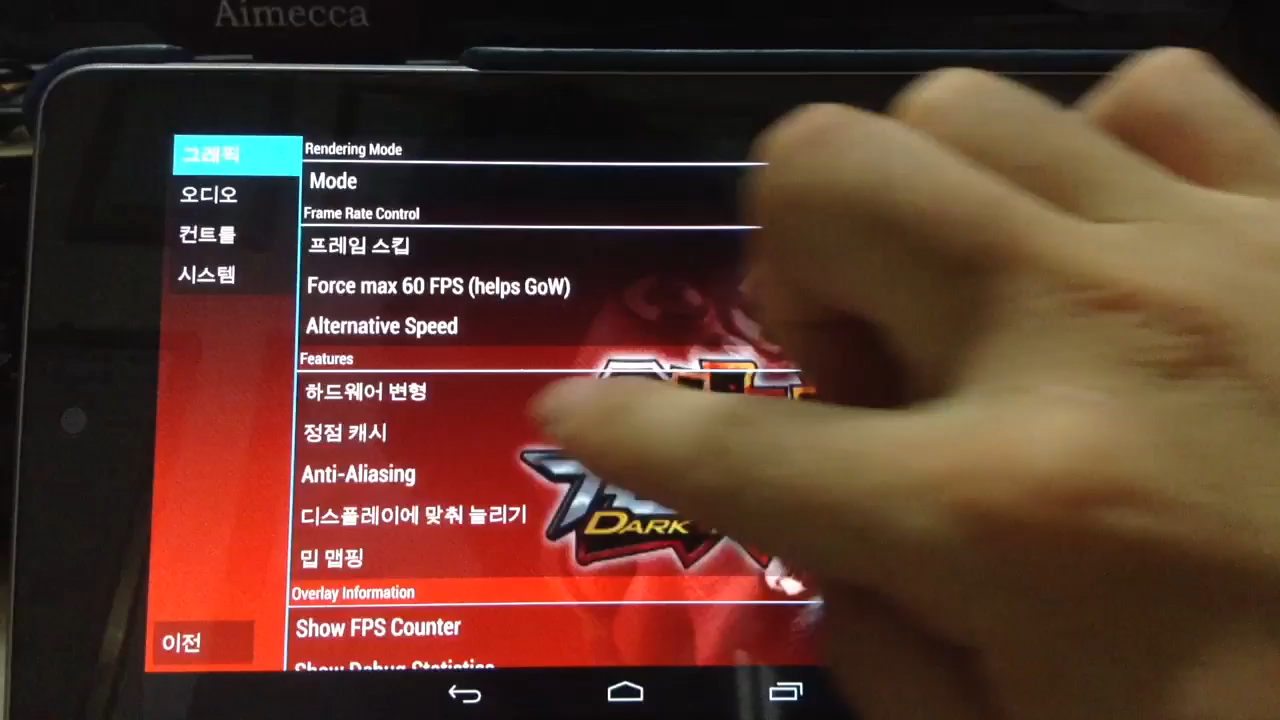 Aimecca
그래픽
오디오
컨트롤
시스템
이전
Rendering Mode
Mode
Frame Rate Control
프레임 스킵
Force max 60 FPS (helps GoW)
Alternative Speed
Features
하드웨어 변형
정점 캐시
Anti-Aliasing
디스플레이에 맞춰 늘리기
밉 맵핑
Overlay Information
Show FPS Counter
Show Debug Statistics
DARK